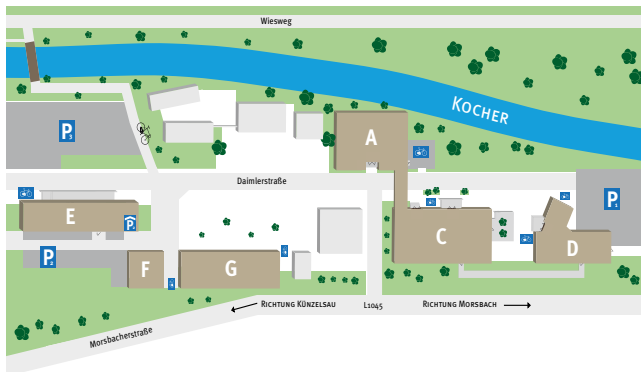 Wiesweg
KOCHER
P
A
Daimlerstraße
E
P
P
P
C
D
F
G
RICHTUNG KÜNZELSAU
L1045
RICHTUNG MORSBACH
Morsbacherstraße